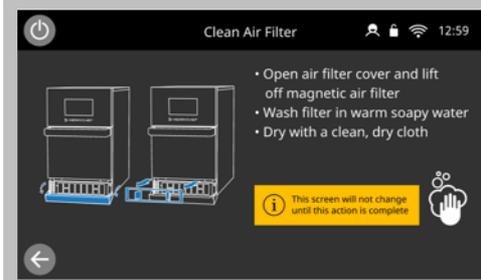 Clean Air Filter
12:59
• Open air filter cover and lift
off magnetic air filter
• Wash filter in warm soapy water
• Dry with a clean, dry cloth
i
This screen will not change
until this action is complete